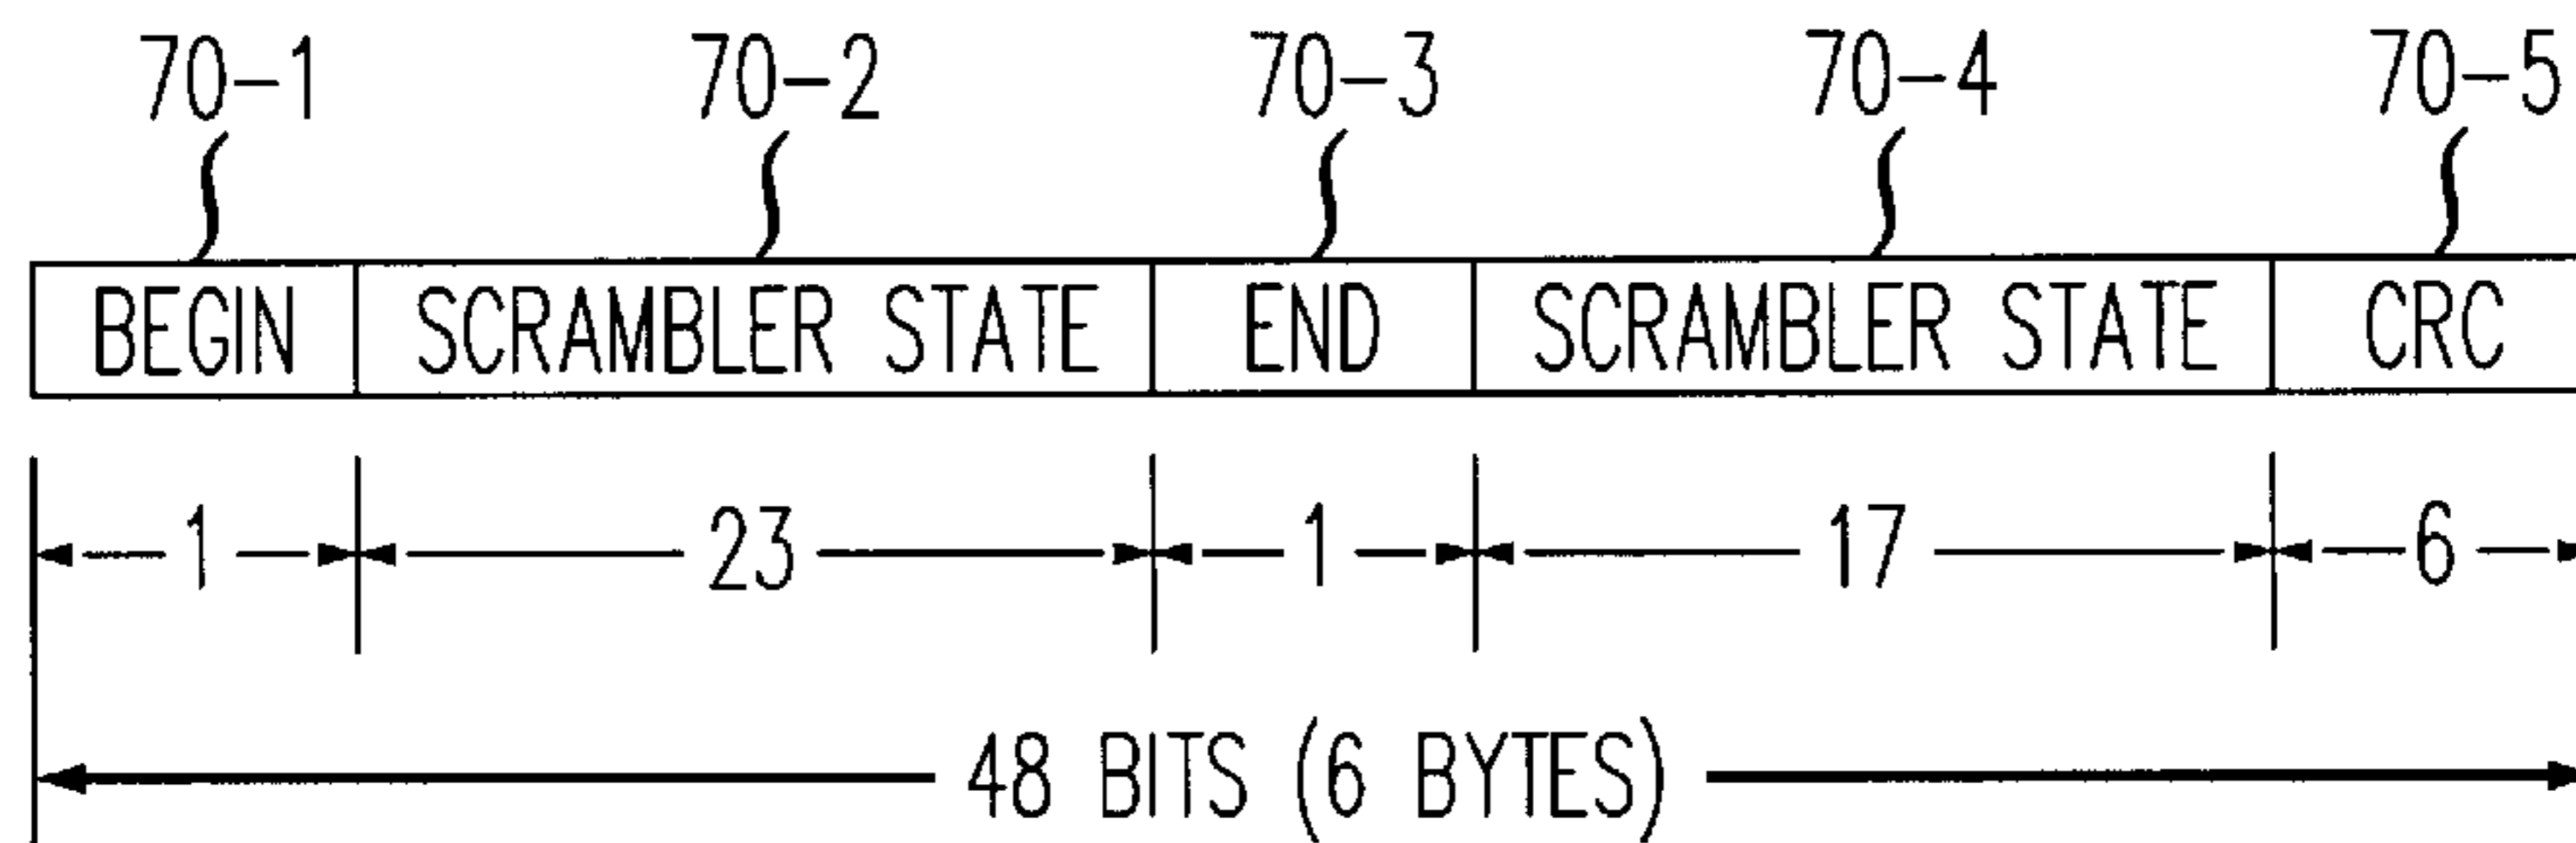 70-1 70-2 70-3 70-4 70-5
BEGIN SCRAMBLER STATE END SCRAMBLER STATE CRC
1 23 1 17 6
48 BITS (6 BYTES)